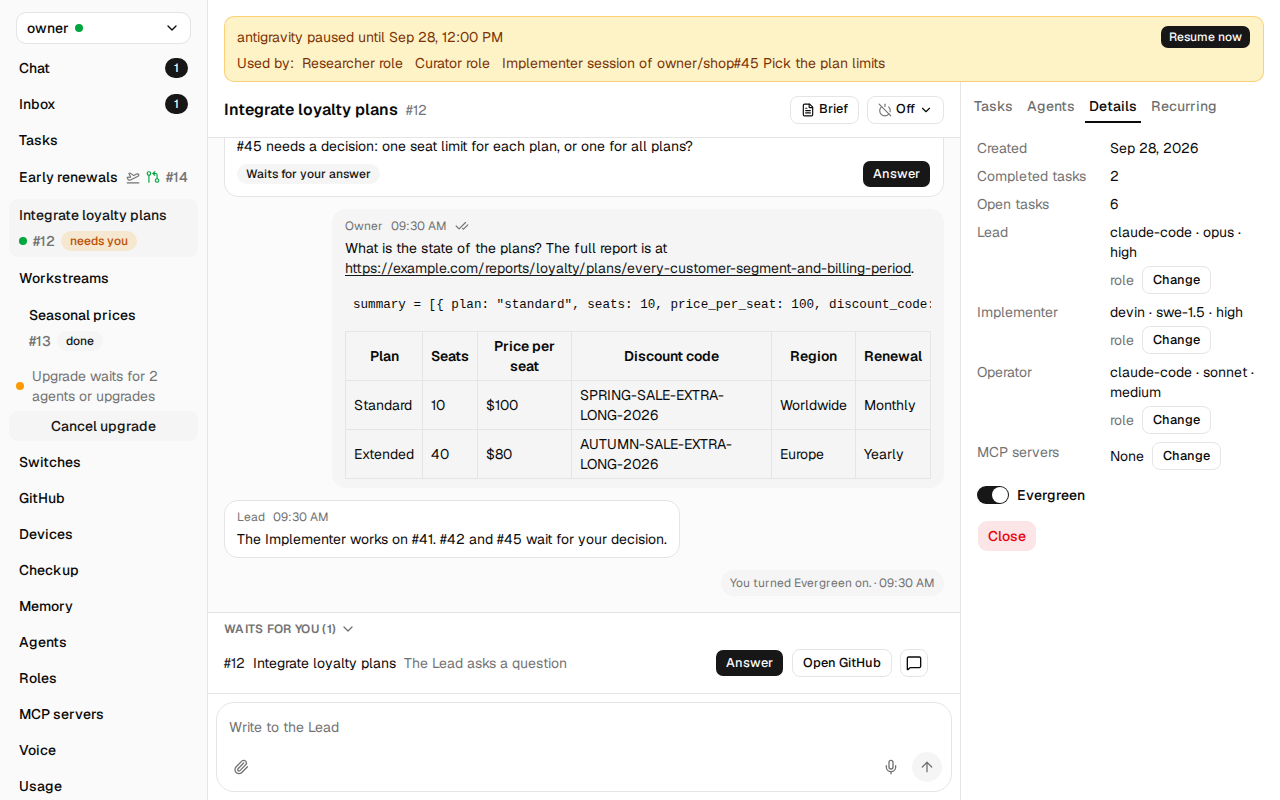 owner
Chat 1
Inbox 1
Tasks
Early renewals #14
Integrate loyalty plans
#12 needs you
Workstreams
Seasonal prices
#13 done
Upgrade waits for 2
agents or upgrades
Cancel upgrade
Switches
GitHub
Devices
Checkup
Memory
Agents
Roles
MCP servers
Voice
Usage
antigravity paused until Sep 28, 12:00 PM
Resume now
Used by: Researcher role Curator role Implementer session of owner/shop#45 Pick the plan limits
Integrate loyalty plans #12
Brief
Off
#45 needs a decision: one seat limit for each plan, or one for all plans?
Waits for your answer
Answer
Owner 09:30 AM
What is the state of the plans? The full report is at
https://example.com/reports/loyalty/plans/every-customer-segment-and-billing-period.
summary = [{ plan: "standard", seats: 10, price_per_seat: 100, discount_code:
Plan Seats Price per seat Discount code Region Renewal
Standard 10 $100 SPRING-SALE-EXTRA-LONG-2026 Worldwide Monthly
Extended 40 $80 AUTUMN-SALE-EXTRA-LONG-2026 Europe Yearly
Lead 09:30 AM
The Implementer works on #41. #42 and #45 wait for your decision.
You turned Evergreen on. · 09:30 AM
WAITS FOR YOU (1)
#12 Integrate loyalty plans The Lead asks a question
Answer
Open GitHub
Write to the Lead
Tasks Agents Details Recurring
Created Sep 28, 2026
Completed tasks 2
Open tasks 6
Lead claude-code · opus ·
high
role Change
Implementer devin · swe-1.5 · high
role Change
Operator claude-code · sonnet ·
medium
role Change
MCP servers None Change
Evergreen
Close